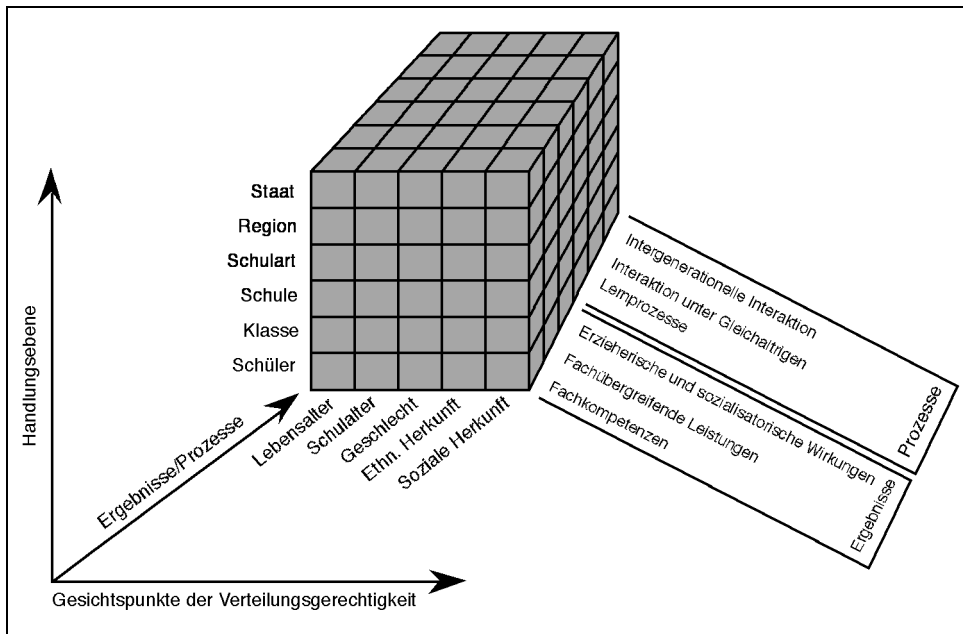 Staat
Region
Schulart
Schule
Klasse
Schüler
Handlungsebene
Ergebnisse/Prozesse
Gesichtspunkte der Verteilungsgerechtigkeit
Lebensalter
Schulalter
Geschlecht
Ethn. Herkunft
Soziale Herkunft
Intergenerationelle Interaktion
Interaktion unter Gleichaltrigen
Lernprozesse
Prozesse
Erzieherische und sozialisatorische Wirkungen
Fachübergreifende Leistungen
Fachkompetenzen
Ergebnisse